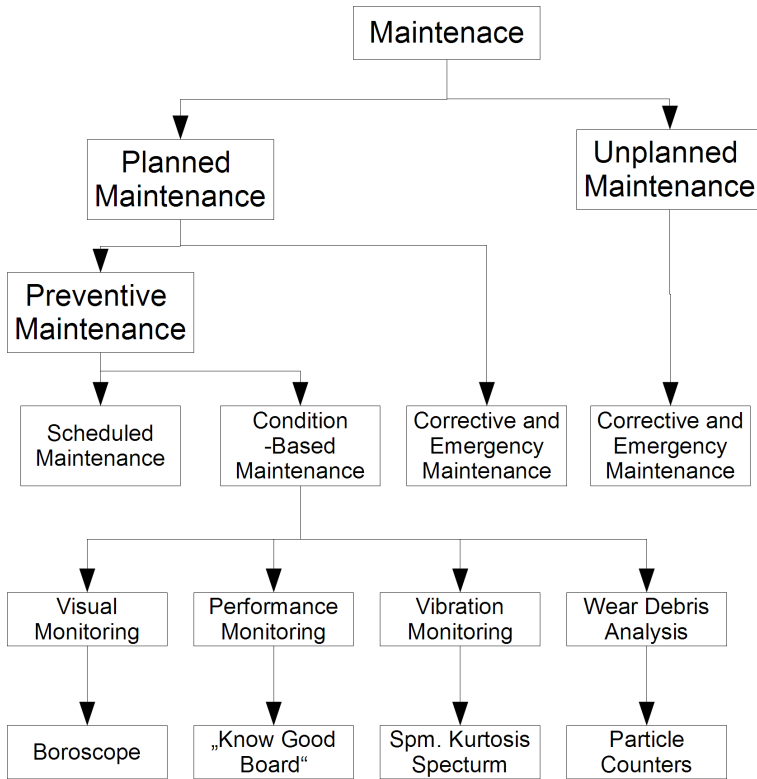 Maintenace
Planned
Maintenance
Unplanned
Maintenance
Preventive
Maintenance
Scheduled
Maintenance
Condition
-Based
Maintenance
Corrective and
Emergency
Maintenance
Corrective and
Emergency
Maintenance
Visual
Monitoring
Performance
Monitoring
Vibration
Monitoring
Wear Debris
Analysis
Boroscope
„Know Good
Board“
Spm. Kurtosis
Specturm
Particle
Counters